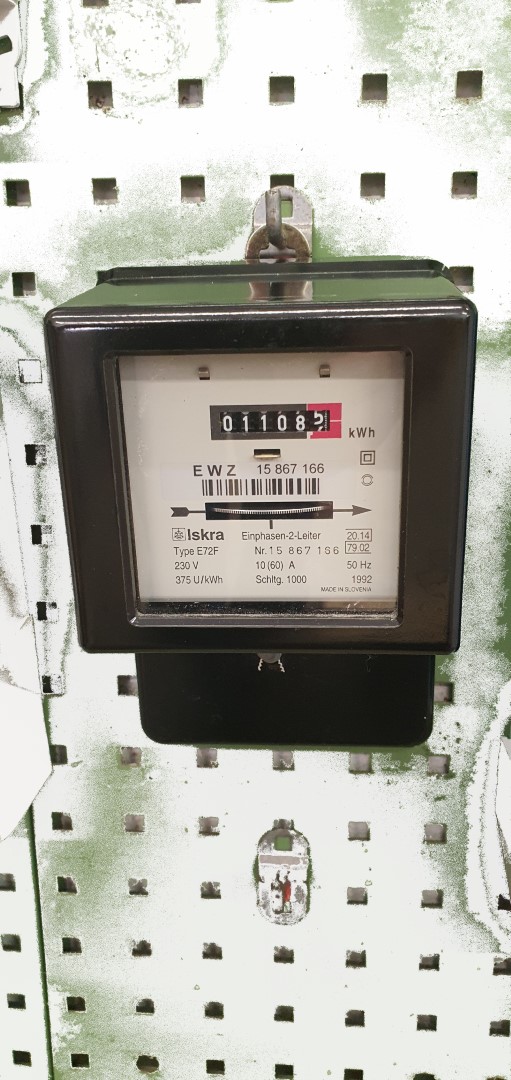 011085
kWh
EWZ 15 867 166
Iskra Einphasen-2-Leiter 20.14
Type E72F Nr. 15 867 166 79.02
230 V 10(60) A 50 Hz
375 U/kWh Schltg. 1000 1992
MADE IN SLOVENIA